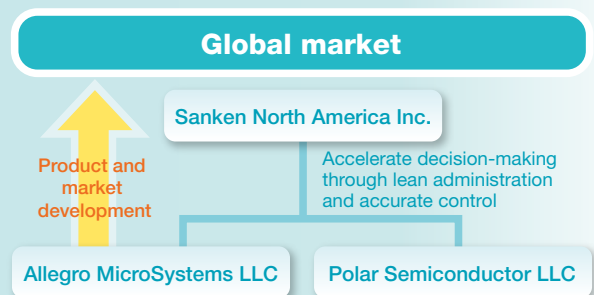 Global market
Sanken North America Inc.
Product and
market
development
Accelerate decision-making
through lean administration
and accurate control
Allegro MicroSystems LLC
Polar Semiconductor LLC